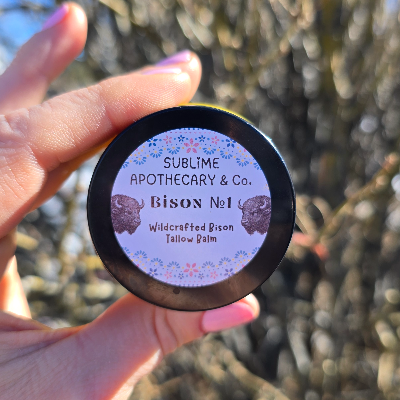 SUBLiME
APOTHECARY & Co.
Bison №1
Wildcrafted Bison
Tallow Balm